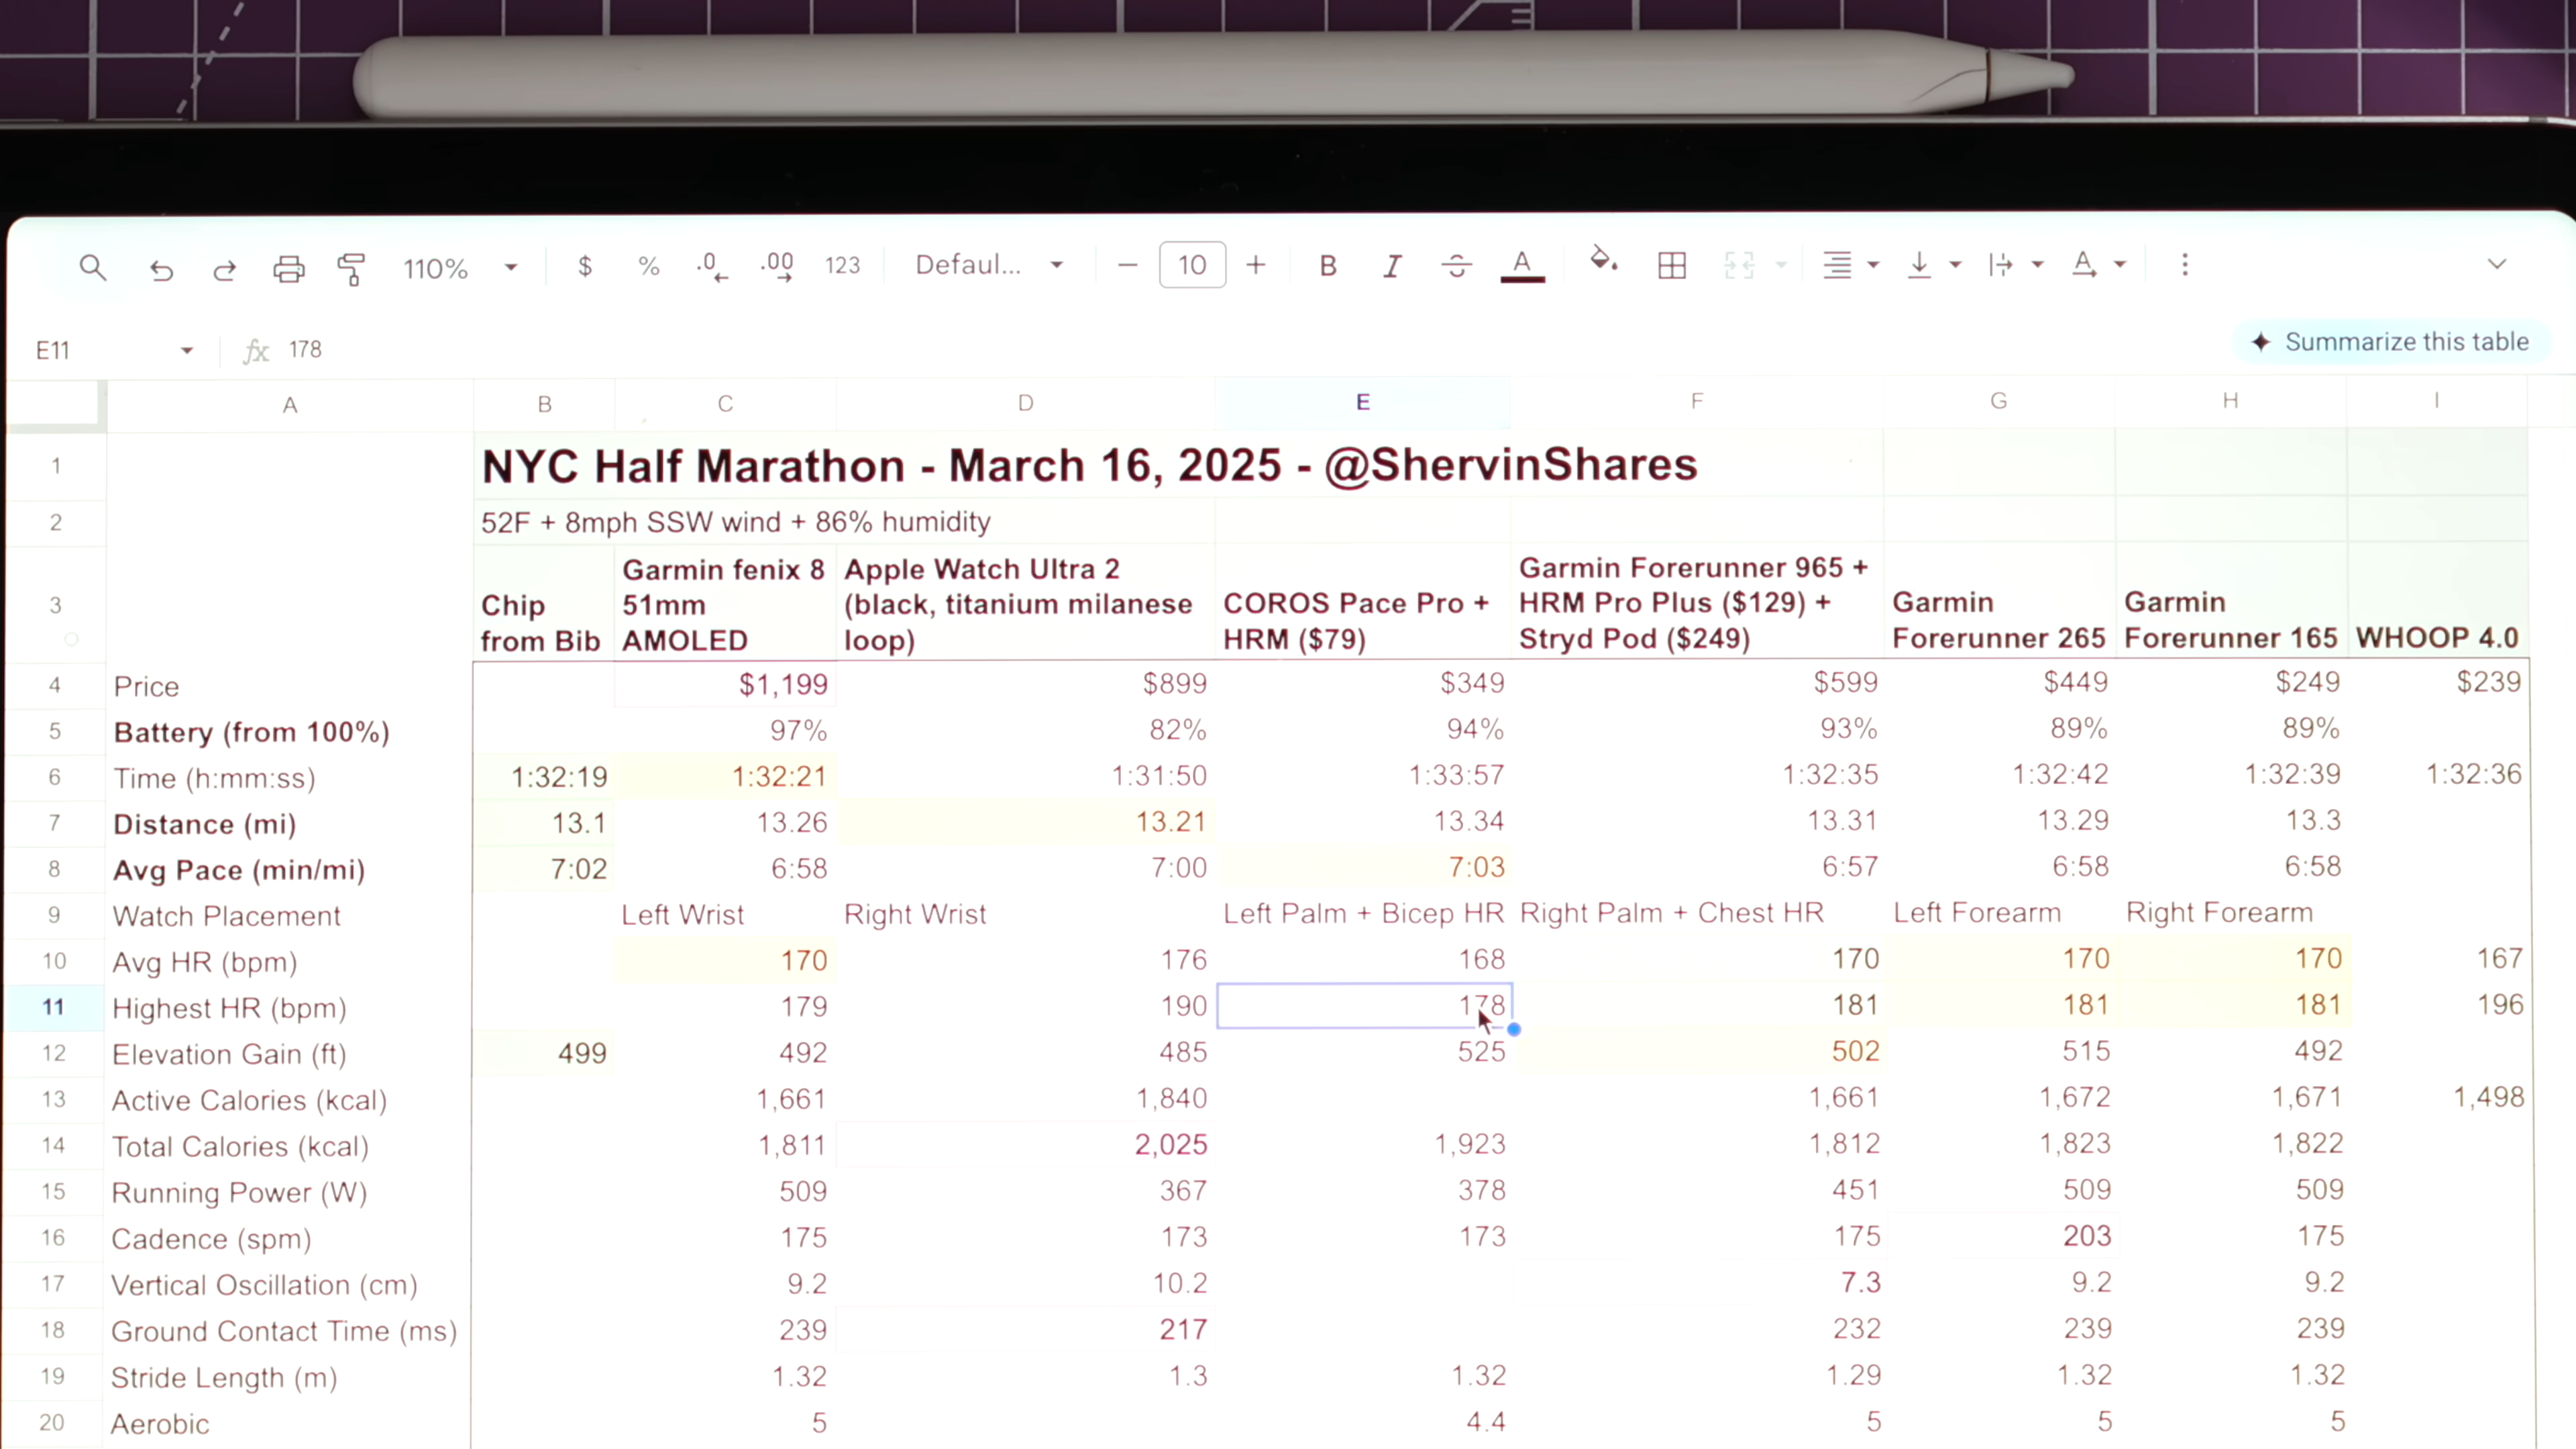 110% $ % .0 .00 123 Defaul... — 10 + B I S A A
E11 fx 178 Summarize this table
A B C D E F G H I
1 NYC Half Marathon - March 16, 2025 - @ShervinShares
2 52F + 8mph SSW wind + 86% humidity
3 Chip from Bib Garmin fenix 8 51mm AMOLED Apple Watch Ultra 2 (black, titanium milanese loop) COROS Pace Pro + HRM ($79) Garmin Forerunner 965 + HRM Pro Plus ($129) + Stryd Pod ($249) Garmin Forerunner 265 Garmin Forerunner 165 WHOOP 4.0
4 Price $1,199 $899 $349 $599 $449 $249 $239
5 Battery (from 100%) 97% 82% 94% 93% 89% 89%
6 Time (h:mm:ss) 1:32:19 1:32:21 1:31:50 1:33:57 1:32:35 1:32:42 1:32:39 1:32:36
7 Distance (mi) 13.1 13.26 13.21 13.34 13.31 13.29 13.3
8 Avg Pace (min/mi) 7:02 6:58 7:00 7:03 6:57 6:58 6:58
9 Watch Placement Left Wrist Right Wrist Left Palm + Bicep HR Right Palm + Chest HR Left Forearm Right Forearm
10 Avg HR (bpm) 170 176 168 170 170 170 167
11 Highest HR (bpm) 179 190 178 181 181 181 196
12 Elevation Gain (ft) 499 492 485 525 502 515 492
13 Active Calories (kcal) 1,661 1,840 1,661 1,672 1,671 1,498
14 Total Calories (kcal) 1,811 2,025 1,923 1,812 1,823 1,822
15 Running Power (W) 509 367 378 451 509 509
16 Cadence (spm) 175 173 173 175 203 175
17 Vertical Oscillation (cm) 9.2 10.2 7.3 9.2 9.2
18 Ground Contact Time (ms) 239 217 232 239 239
19 Stride Length (m) 1.32 1.3 1.32 1.29 1.32 1.32
20 Aerobic 5 4.4 5 5 5